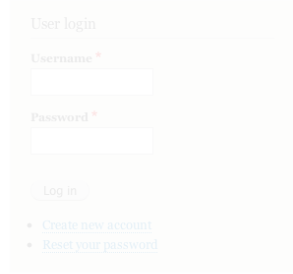 User login
Username *
Password *
Log in
Create new account
Reset your password